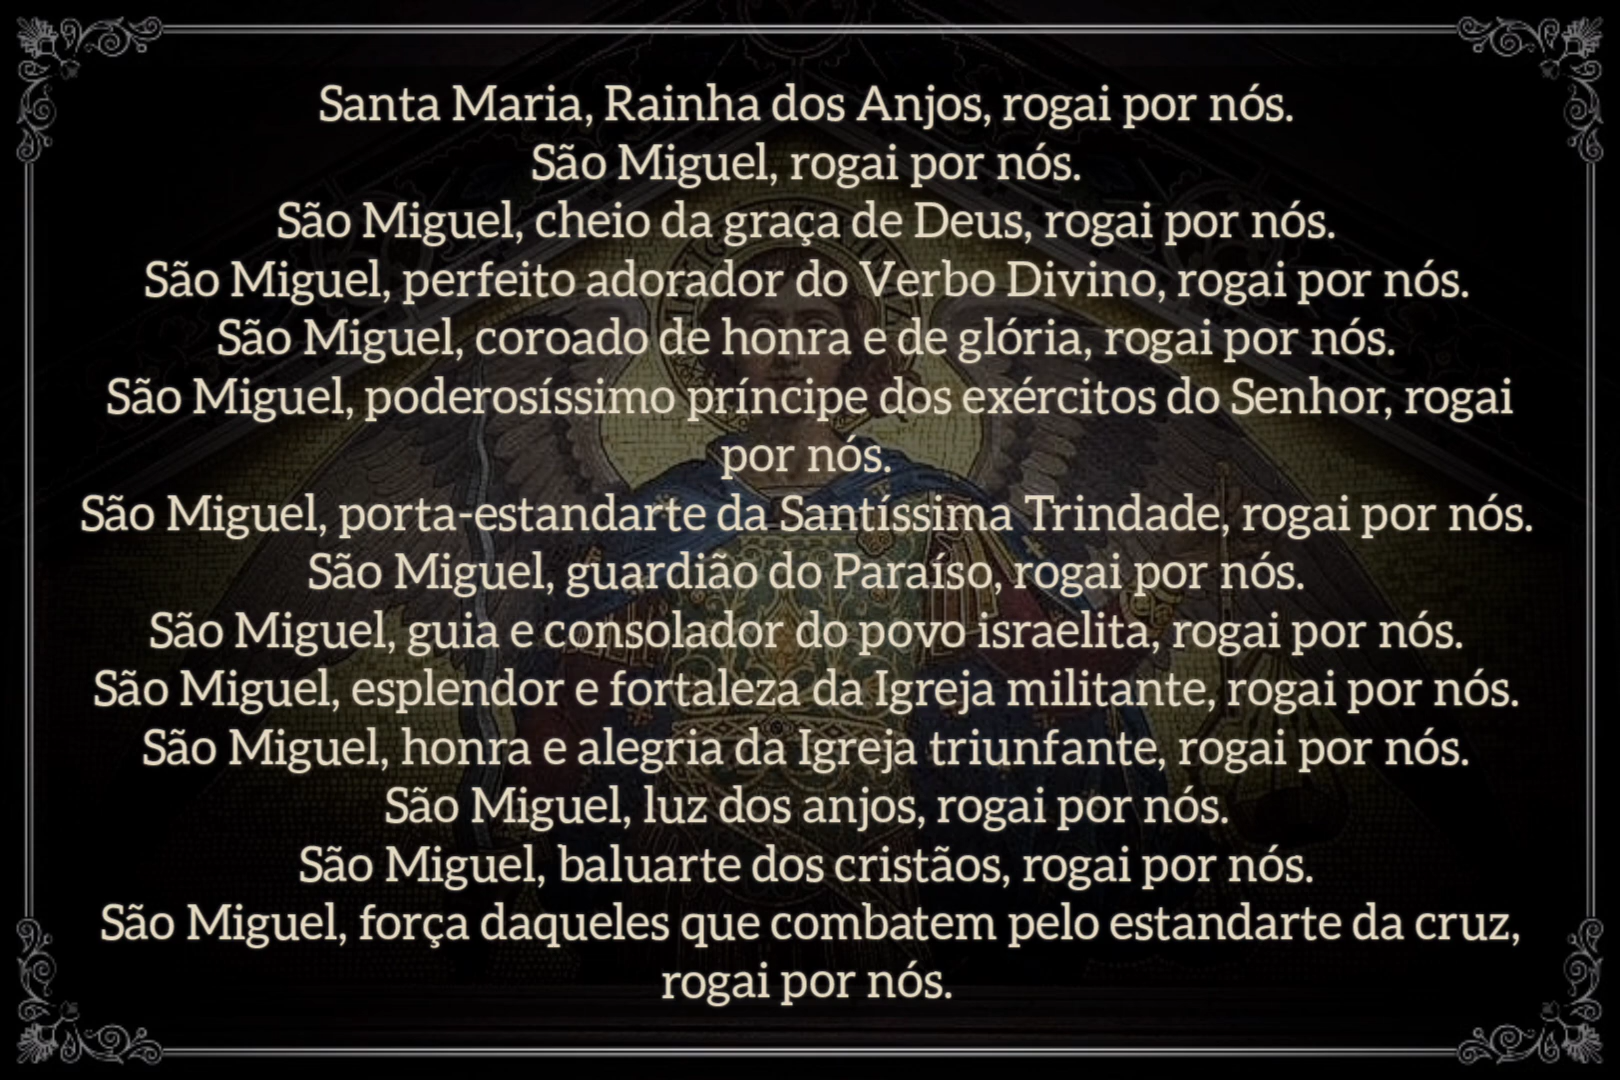 Santa Maria, Rainha dos Anjos, rogai por nós.
São Miguel, rogai por nós.
São Miguel, cheio da graça de Deus, rogai por nós.
São Miguel, perfeito adorador do Verbo Divino, rogai por nós.
São Miguel, coroado de honra e de glória, rogai por nós.
São Miguel, poderosíssimo príncipe dos exércitos do Senhor, rogai
por nós.
São Miguel, porta-estandarte da Santíssima Trindade, rogai por nós.
São Miguel, guardião do Paraíso, rogai por nós.
São Miguel, guia e consolador do povo israelita, rogai por nós.
São Miguel, esplendor e fortaleza da Igreja militante, rogai por nós.
São Miguel, honra e alegria da Igreja triunfante, rogai por nós.
São Miguel, luz dos anjos, rogai por nós.
São Miguel, baluarte dos cristãos, rogai por nós.
São Miguel, força daqueles que combatem pelo estandarte da cruz,
rogai por nós.